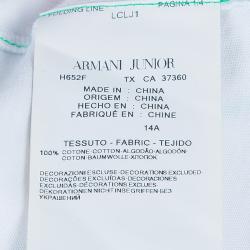 FOLDING LINE
PAGINA 1.4
LCLJ1
ARMANI JUNIOR
H652F TX CA 37360
MADE IN : CHINA
ORIGEM : CHINA
HECHO EN : CHINA
FABRIQUÉ EN : CHINE
14A
TESSUTO - FABRIC - TEJIDO
100% COTONE-COTTON-ALGODÃO-ALGODÓN-
COTON-BAUMWOLLE-ХЛОПОК
DECORAZIONI ESCLUSE-DECORATIONS EXCLUDED
DECORAÇÕES EXCLUÍDAS-DECORACIONES
EXCLUIDAS-DECORATIONS EXCLUES-
DEKORATIONEN NICHT INBEGRIFFEN-БЕЗ
УКРАШЕНИЙ